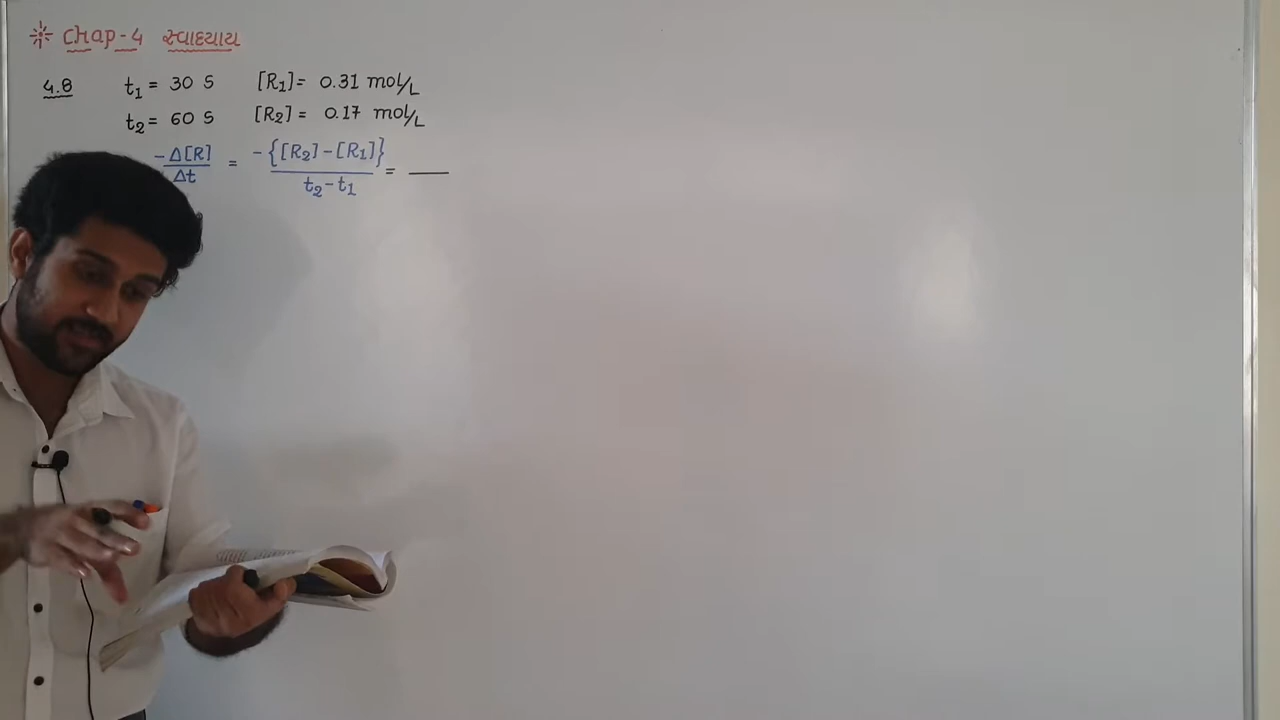 Chap-4 સ્વાધ્યાય
4.8 t₁ = 30 S [R₁] = 0.31 mol/L
t₂ = 60 S [R₂] = 0.17 mol/L
-Δ[R]/Δt = -{[R₂]-[R₁]}/t₂-t₁ = __